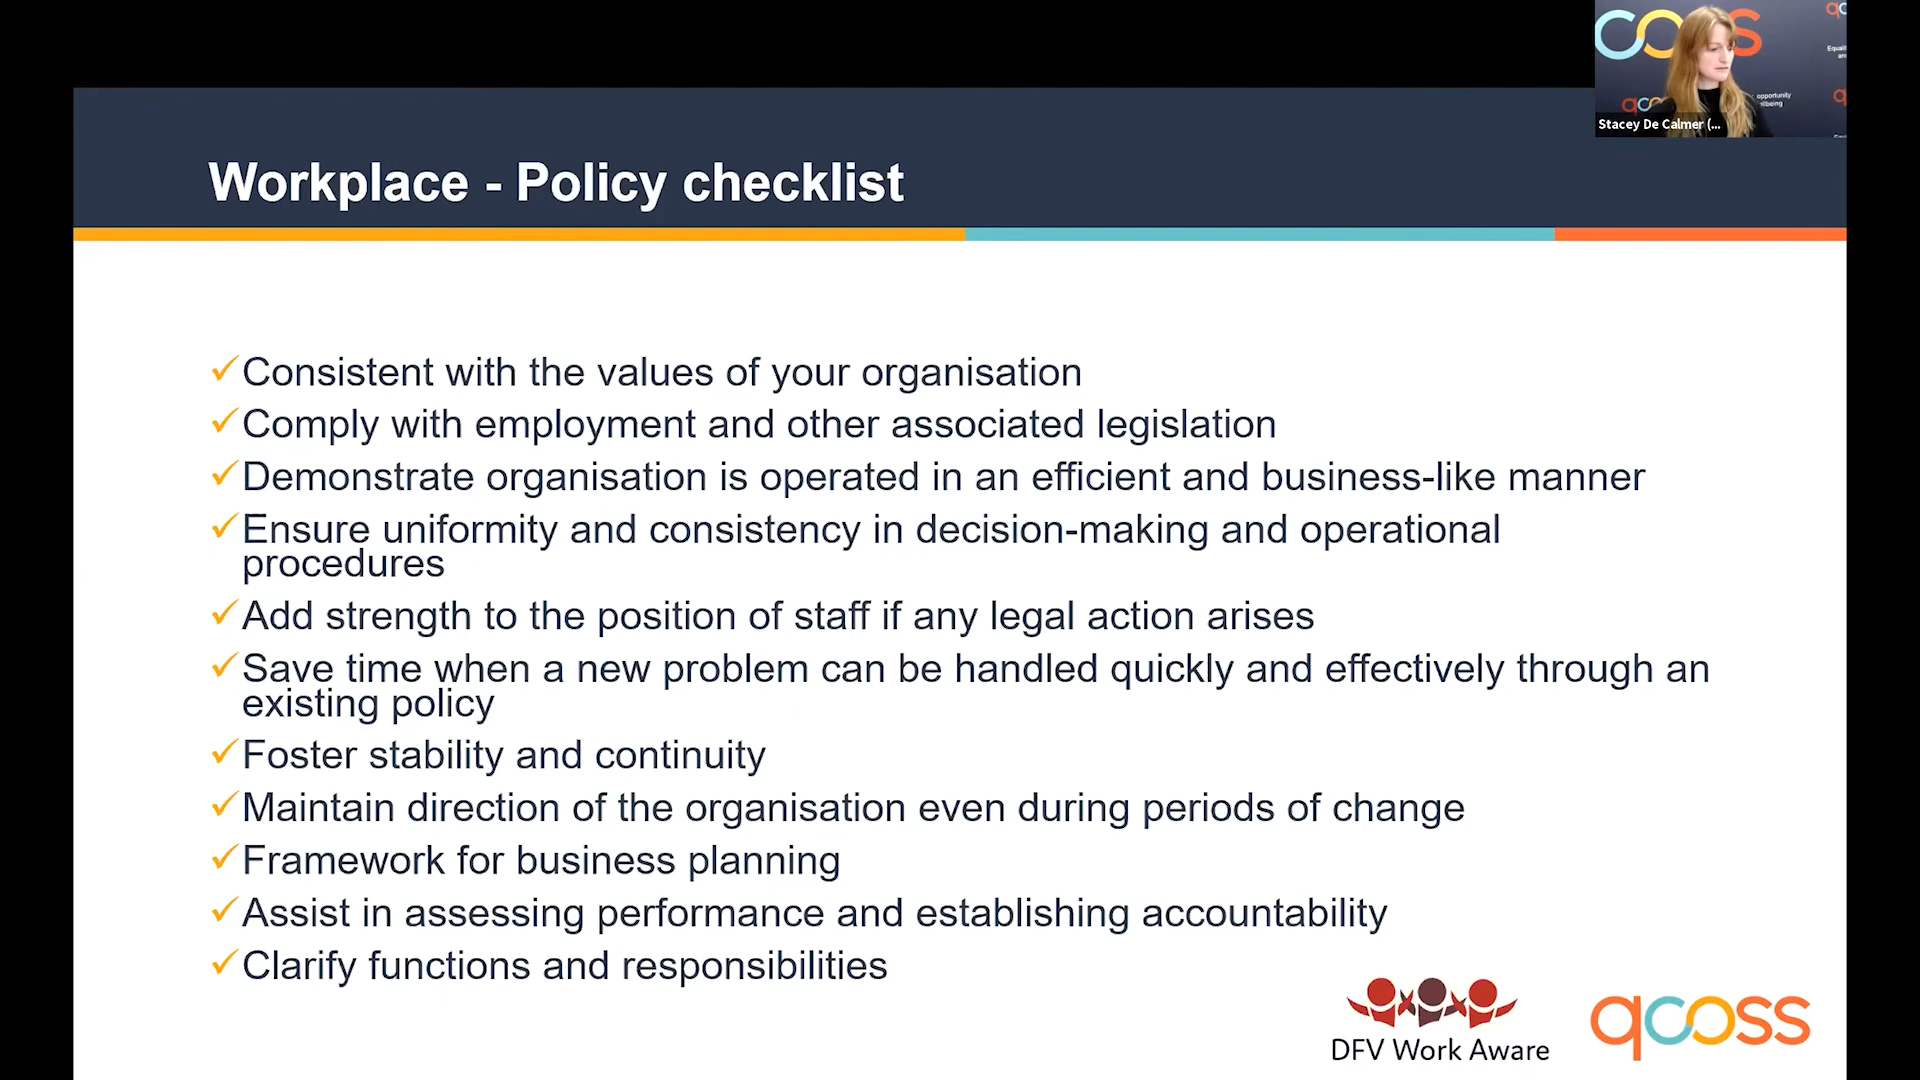 Stacey De Calmer (...
opportunity
Workplace - Policy checklist
✓Consistent with the values of your organisation
✓Comply with employment and other associated legislation
✓Demonstrate organisation is operated in an efficient and business-like manner
✓Ensure uniformity and consistency in decision-making and operational
procedures
✓Add strength to the position of staff if any legal action arises
✓Save time when a new problem can be handled quickly and effectively through an
existing policy
✓Foster stability and continuity
✓Maintain direction of the organisation even during periods of change
✓Framework for business planning
✓Assist in assessing performance and establishing accountability
✓Clarify functions and responsibilities
DFV Work Aware
qcoss